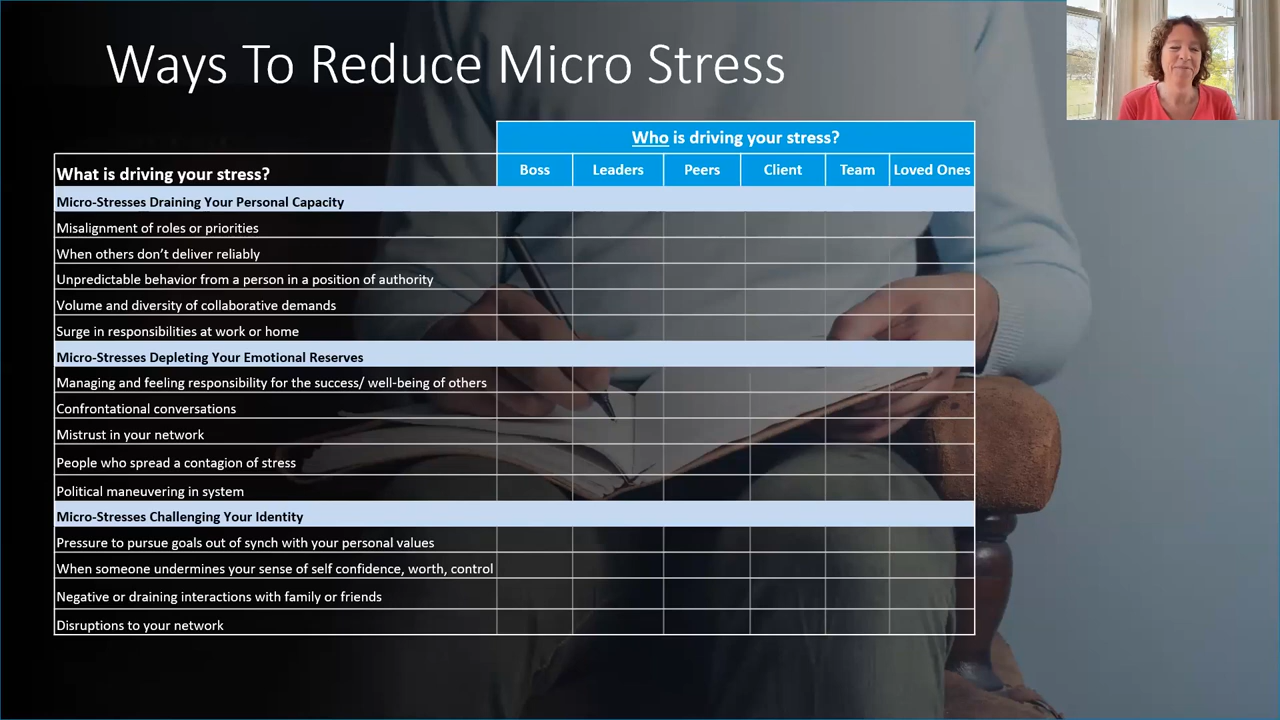 Ways To Reduce Micro Stress
Who is driving your stress?
What is driving your stress?
Boss
Leaders
Peers
Client
Team
Loved Ones
Micro-Stresses Draining Your Personal Capacity
Misalignment of roles or priorities
When others don’t deliver reliably
Unpredictable behavior from a person in a position of authority
Volume and diversity of collaborative demands
Surge in responsibilities at work or home
Micro-Stresses Depleting Your Emotional Reserves
Managing and feeling responsibility for the success/ well-being of others
Confrontational conversations
Mistrust in your network
People who spread a contagion of stress
Political maneuvering in system
Micro-Stresses Challenging Your Identity
Pressure to pursue goals out of synch with your personal values
When someone undermines your sense of self confidence, worth, control
Negative or draining interactions with family or friends
Disruptions to your network